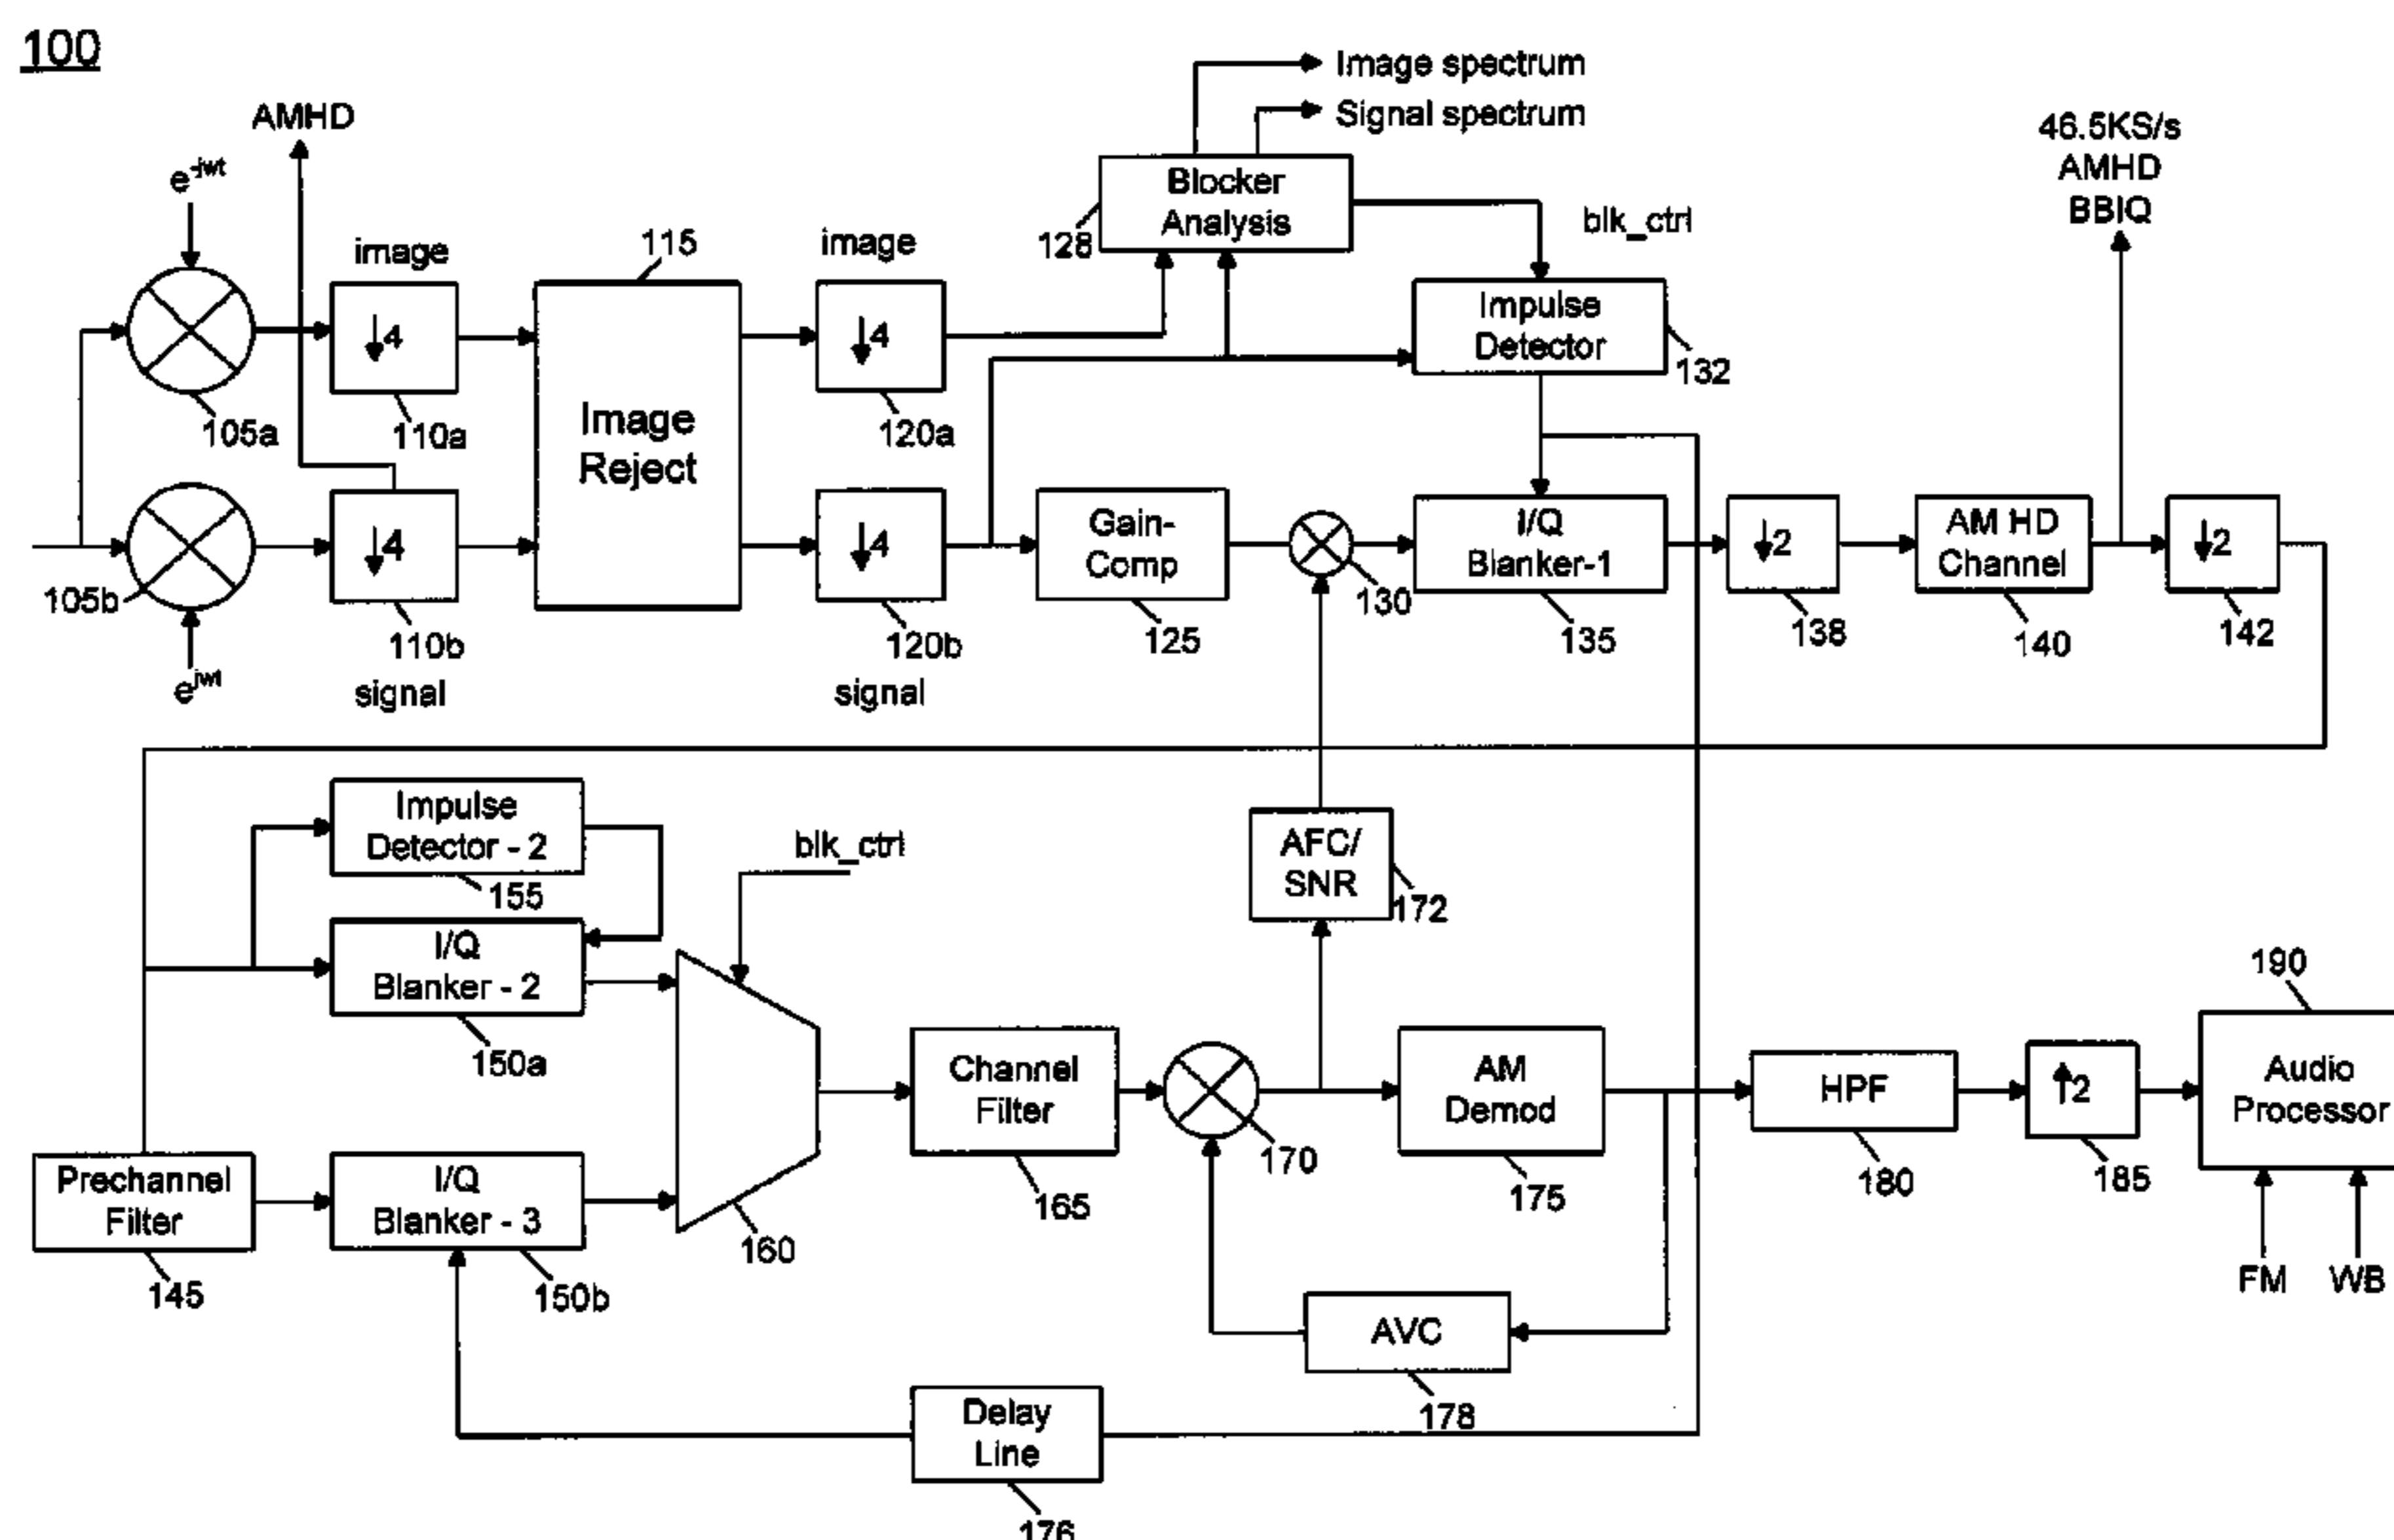 100
AMHD
e-jwt
image
115
image
Image spectrum
Signal spectrum
Blocker
Analysis
128
blk_ctrl
46.5KS/s
AMHD
BBIQ
↓4
↓4
Impulse
Detector
132
105a
110a
Image
Reject
120a
105b
↓4
↓4
Gain-
Comp
130
I/Q
Blanker-1
↓2
AM HD
Channel
↓2
ejwt
110b
signal
120b
signal
125
135
138
140
142
Impulse
Detector - 2
155
blk_ctrl
AFC/
SNR
172
I/Q
Blanker - 2
150a
190
Channel
Filter
AM
Demod
HPF
↑2
Audio
Processor
165
170
175
180
185
Prechannel
Filter
I/Q
Blanker - 3
160
145
150b
FM
WB
AVC
178
Delay
Line
176